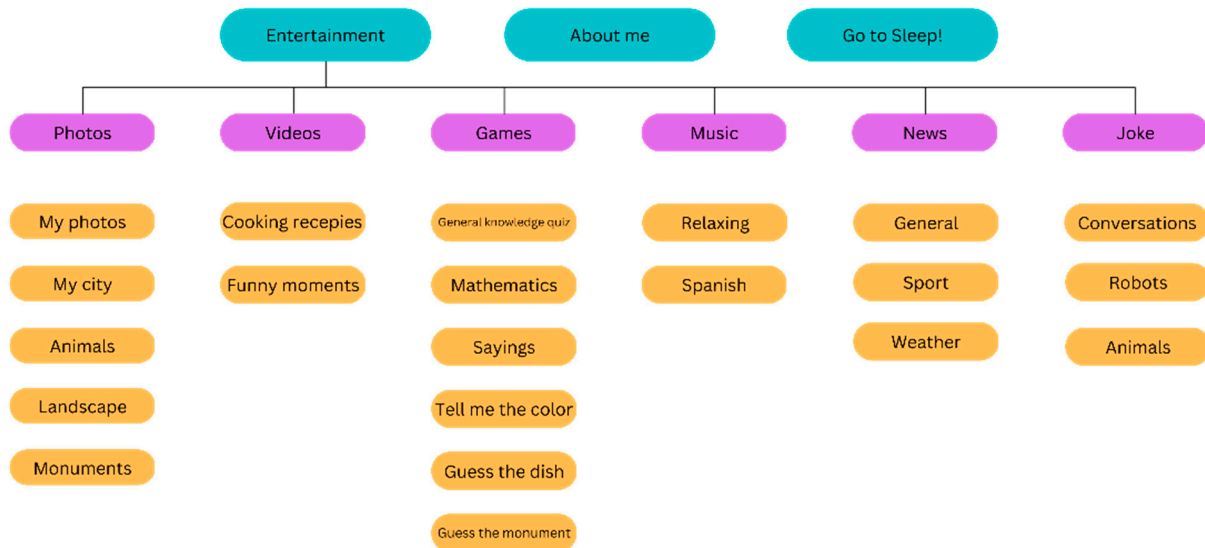 Entertainment
About me
Go to Sleep!
Photos
Videos
Games
Music
News
Joke
My photos
Cooking recepies
General knowledge quiz
Relaxing
General
Conversations
My city
Funny moments
Mathematics
Spanish
Sport
Robots
Animals
Sayings
Weather
Animals
Landscape
Tell me the color
Monuments
Guess the dish
Guess the monument